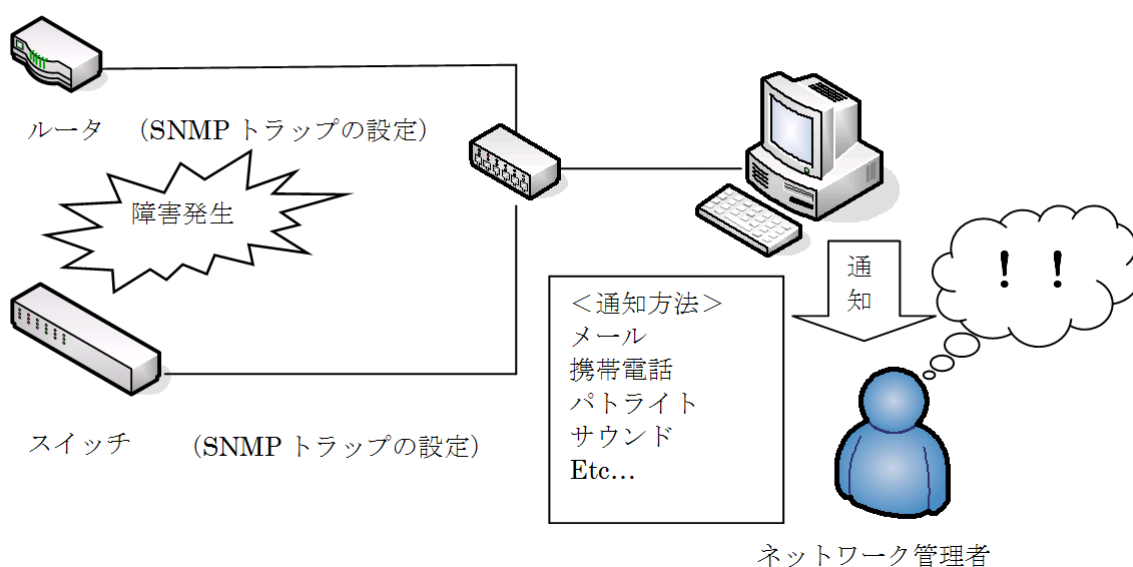 ルータ （SNMP トラップの設定）
障害発生
スイッチ （SNMP トラップの設定）
通
知
！ ！
＜通知方法＞
メール
携帯電話
パトライト
サウンド
Etc…
ネットワーク管理者